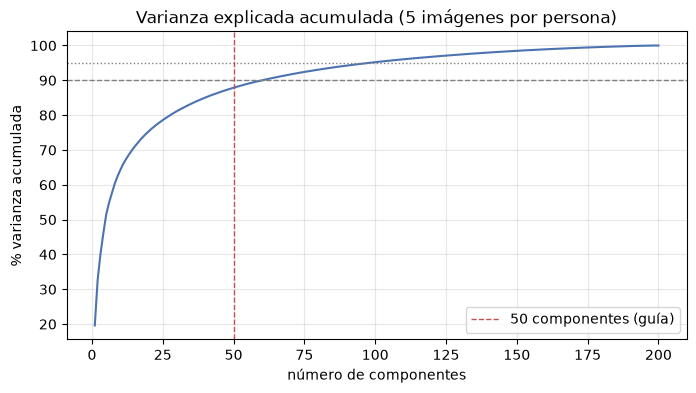 Varianza explicada acumulada (5 imágenes por persona)
% varianza acumulada
100
90
80
70
60
50
40
30
20
50 componentes (guía)
0 25 50 75 100 125 150 175 200
número de componentes